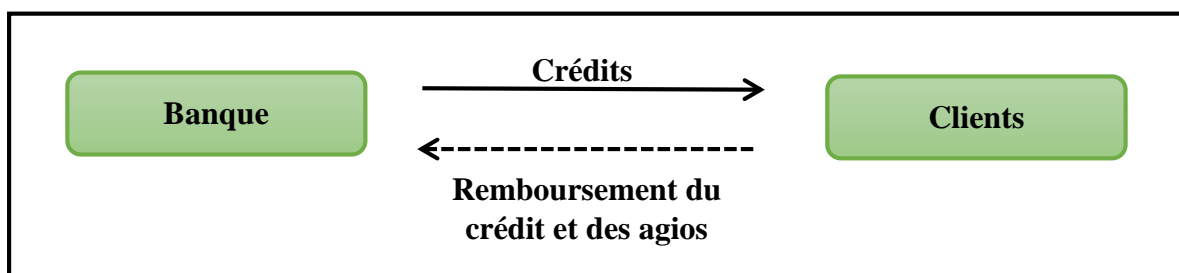 Crédits
Banque
Clients
Remboursement du
crédit et des agios